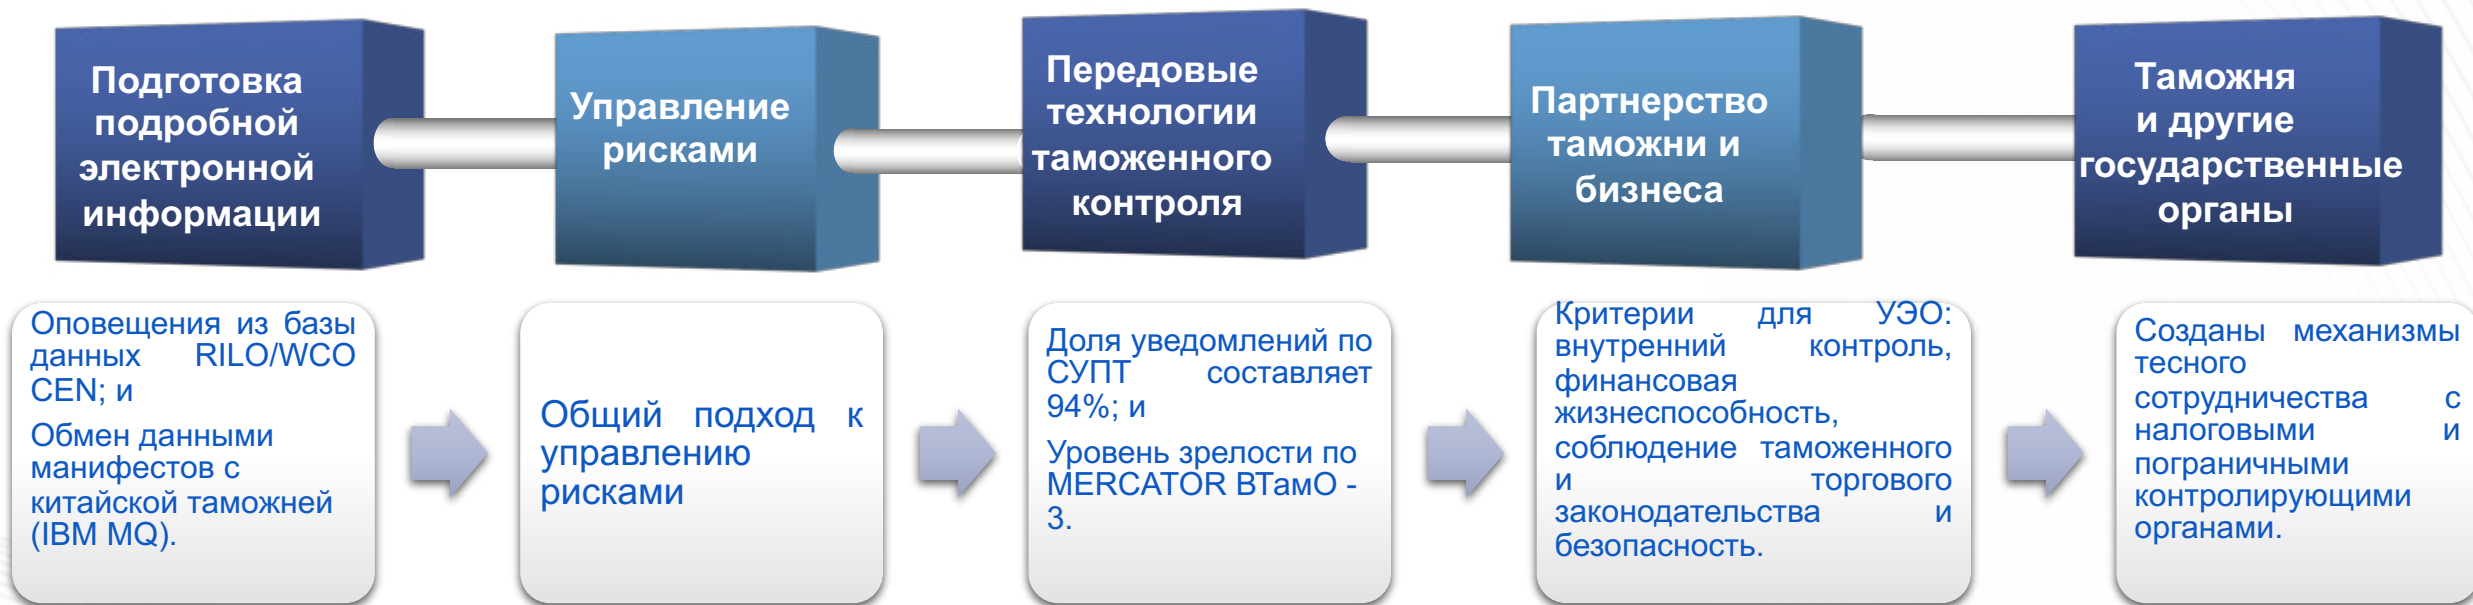 Подготовка
подробной
электронной
информации
Управление
рисками
Передовые
технологии
таможенного
контроля
Партнерство
таможни и
бизнеса
Таможня
и другие
государственные
органы
Оповещения из базы
данных RILO/WCO
CEN; и
Обмен данными
манифестов с
китайской таможней
(IBM MQ).
Общий подход к
управлению
рисками
Доля уведомлений по
СУПТ составляет
94%; и
Уровень зрелости по
MERCATOR ВТамО -
3.
Критерии для УЭО:
внутренний контроль,
финансовая
жизнеспособность,
соблюдение таможенного
и торгового
законодательства и
безопасность.
Созданы механизмы
тесного
сотрудничества с
налоговыми и
пограничными
контролирующими
органами.